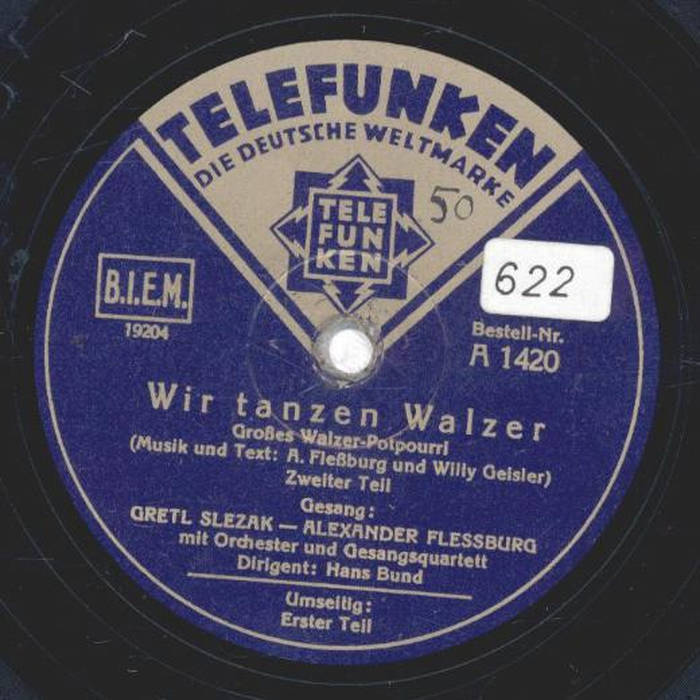 TELEFUNKEN
DIE DEUTSCHE WELTMARKE
TELE
FUN
KEN
50
622
B.I.E.M.
19204
Bestell-Nr.
A 1420
Wir tanzen Walzer
Großes Walzer-Potpourri
(Musik und Text: A. Fleßburg und Willy Geisler)
Zweiter Teil
Gesang:
GRETL SLEZAK — ALEXANDER FLESSBURG
mit Orchester und Gesangsquartett
Dirigent: Hans Bund
Umseitig:
Erster Teil